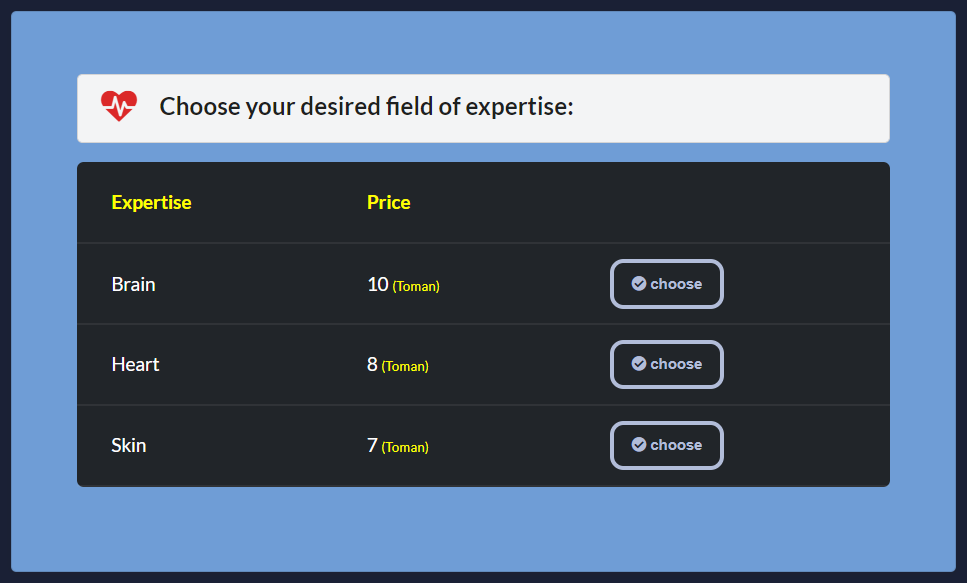 Choose your desired field of expertise:
Expertise Price
Brain 10 (Toman) choose
Heart 8 (Toman) choose
Skin 7 (Toman) choose